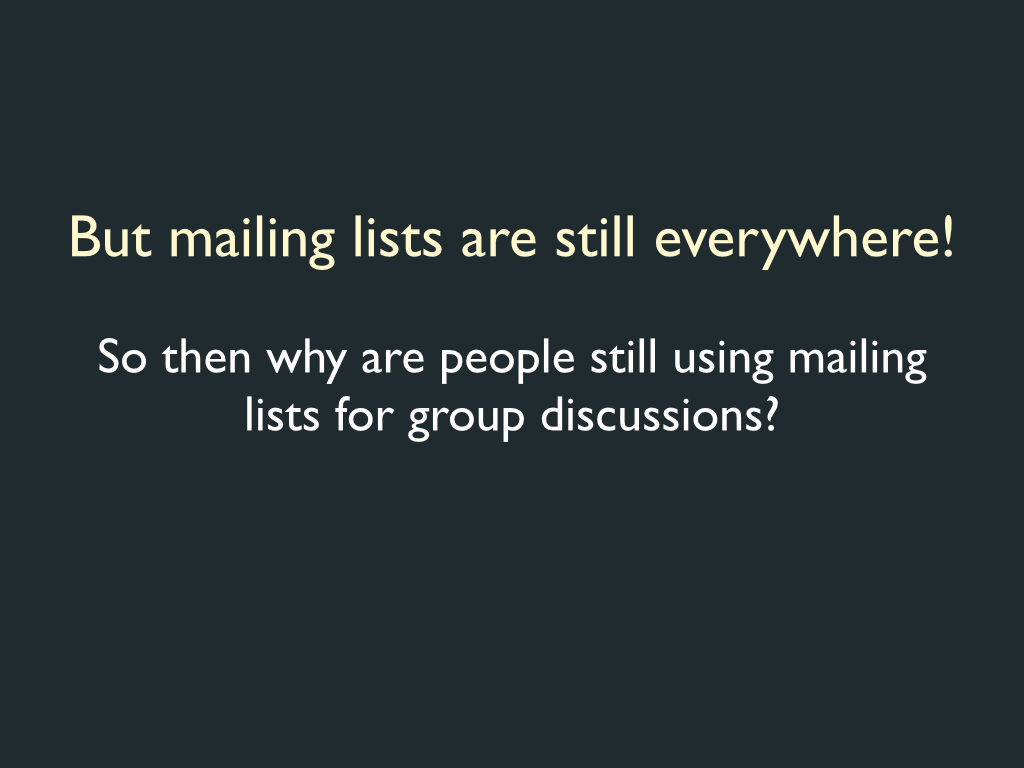 But mailing lists are still everywhere!
So then why are people still using mailing
lists for group discussions?